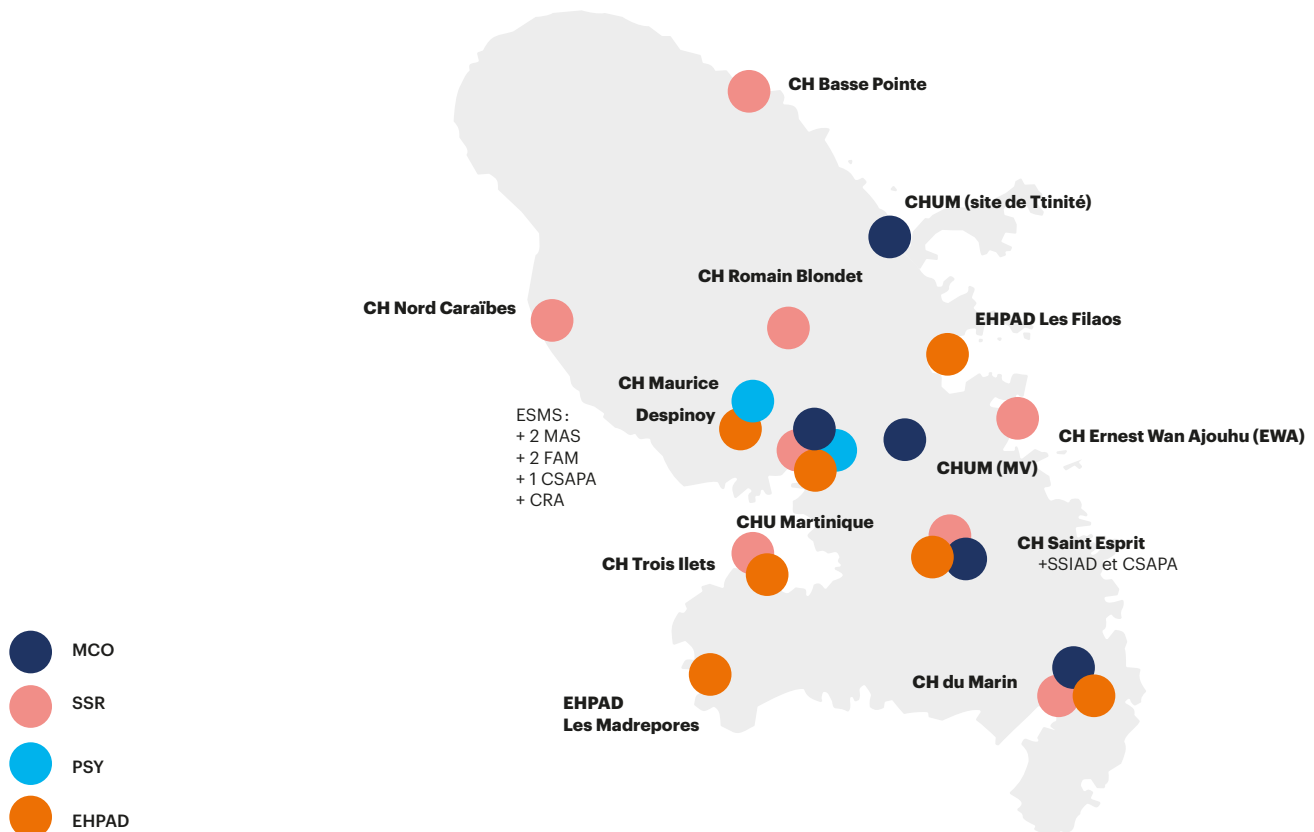 CH Basse Pointe
CHUM (site de Ttinité)
CH Romain Blondet
CH Nord Caraïbes
EHPAD Les Filaos
CH Maurice
Despinoy
ESMS :
+ 2 MAS
+ 2 FAM
+ 1 CSAPA
+ CRA
CH Ernest Wan Ajouhu (EWA)
CHUM (MV)
CHU Martinique
CH Saint Esprit
+SSIAD et CSAPA
CH Trois Ilets
CH du Marin
EHPAD
Les Madrepores
MCO
SSR
PSY
EHPAD